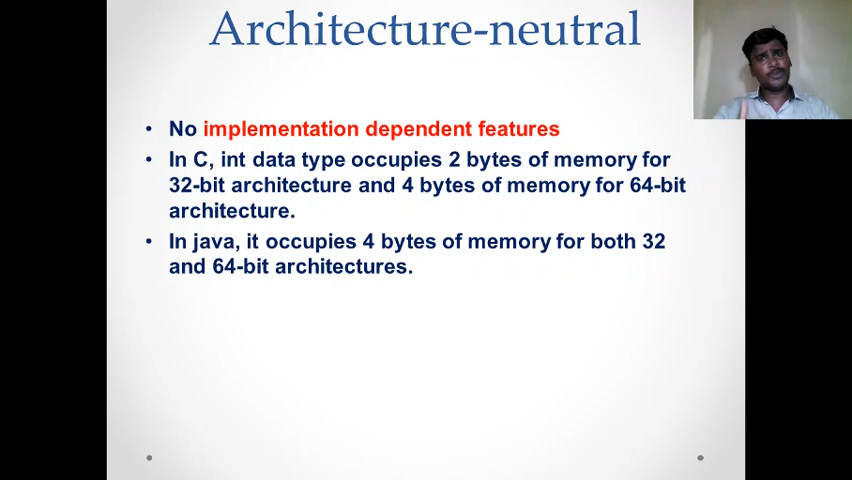 Architecture-neutral
• No implementation dependent features
• In C, int data type occupies 2 bytes of memory for
32-bit architecture and 4 bytes of memory for 64-bit
architecture.
• In java, it occupies 4 bytes of memory for both 32
and 64-bit architectures.